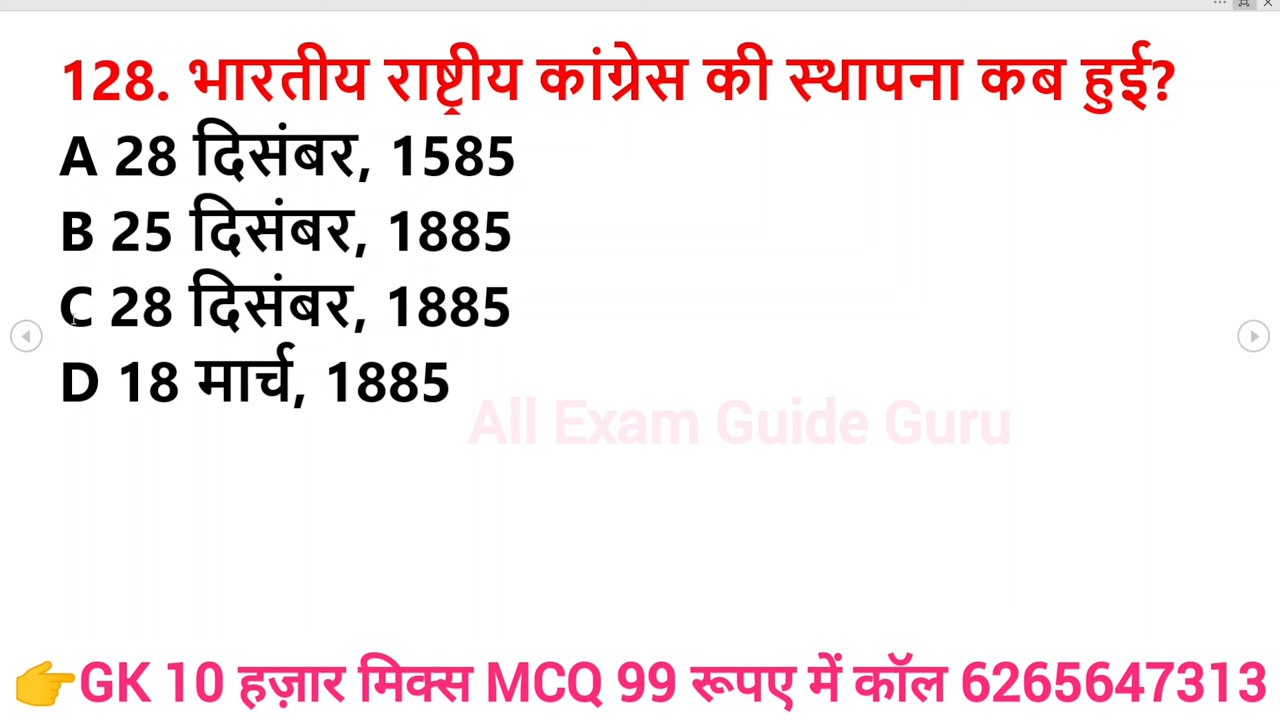 128. भारतीय राष्ट्रीय कांग्रेस की स्थापना कब हुई?
A 28 दिसंबर, 1585
B 25 दिसंबर, 1885
C 28 दिसंबर, 1885
D 18 मार्च, 1885
All Exam Guide Guru
👉GK 10 हज़ार मिक्स MCQ 99 रूपए में कॉल 6265647313